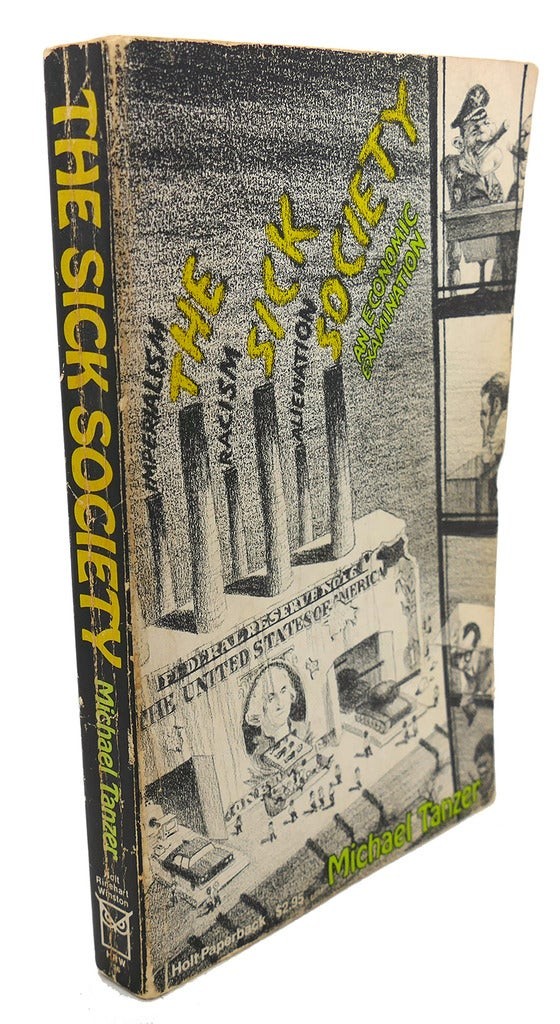 THE SICK SOCIETY
Michael Tanzer
Holt
Rinehart
Winston
HRW
IMPERIALISM
THE
RACISM
SICK
ALIENATION
SOCIETY
AN ECONOMIC
EXAMINATION
FEDERAL RESERVE NOTE
THE UNITED STATES OF AMERICA
Michael Tanzer
Holt Paperback $2.95